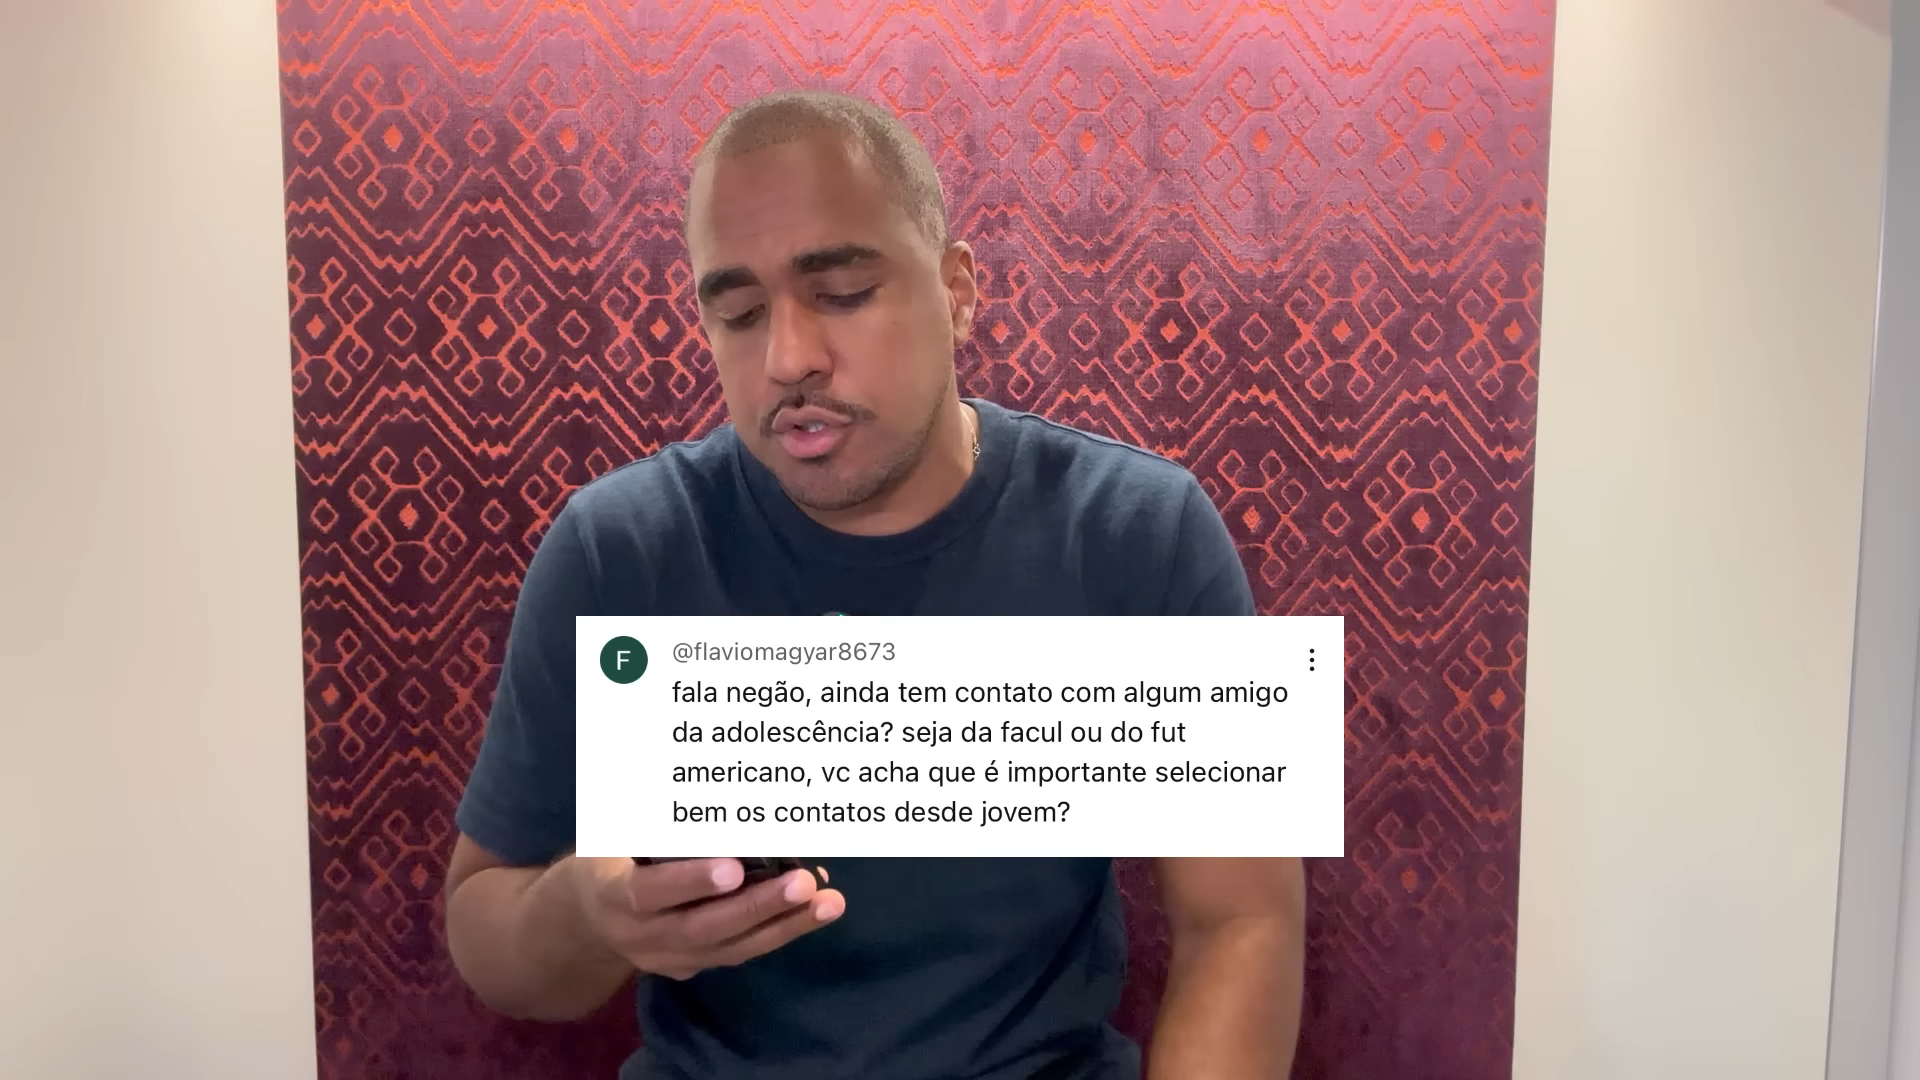 F
@flaviomagyar8673
fala negão, ainda tem contato com algum amigo
da adolescência? seja da facul ou do fut
americano, vc acha que é importante selecionar
bem os contatos desde jovem?